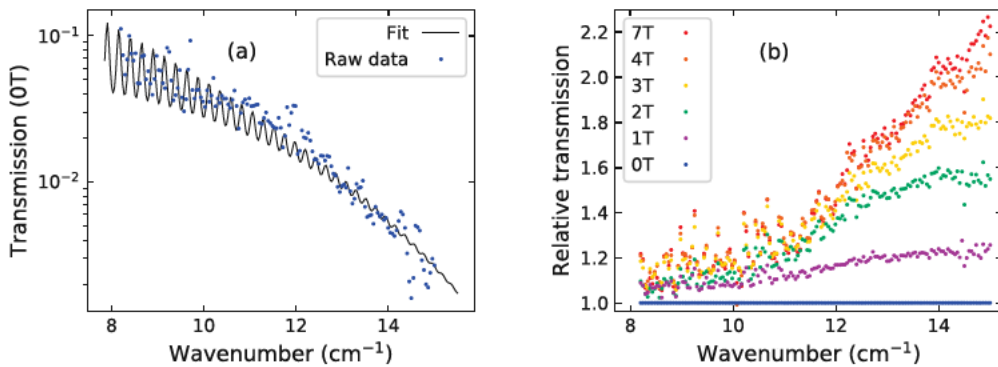 (a)
Fit
Raw data
Transmission (0T)
10⁻¹
10⁻²
8
10
12
14
Wavenumber (cm⁻¹)
(b)
7T
4T
3T
2T
1T
0T
Relative transmission
2.2
2.0
1.8
1.6
1.4
1.2
1.0
8
10
12
14
Wavenumber (cm⁻¹)